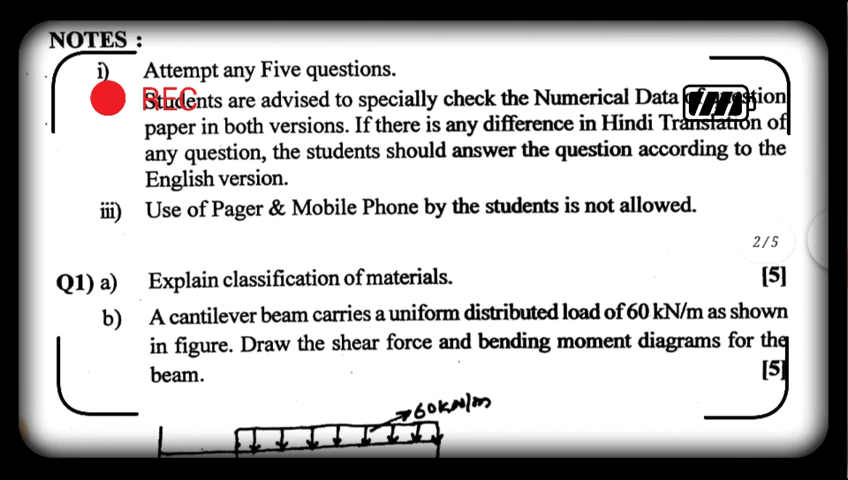 NOTES :
i) Attempt any Five questions.
REC
Students are advised to specially check the Numerical Data of question
paper in both versions. If there is any difference in Hindi Translation of
any question, the students should answer the question according to the
English version.
iii) Use of Pager & Mobile Phone by the students is not allowed.
2/5
Q1) a) Explain classification of materials. [5]
b) A cantilever beam carries a uniform distributed load of 60 kN/m as shown
in figure. Draw the shear force and bending moment diagrams for the
beam. [5]
60kN/m